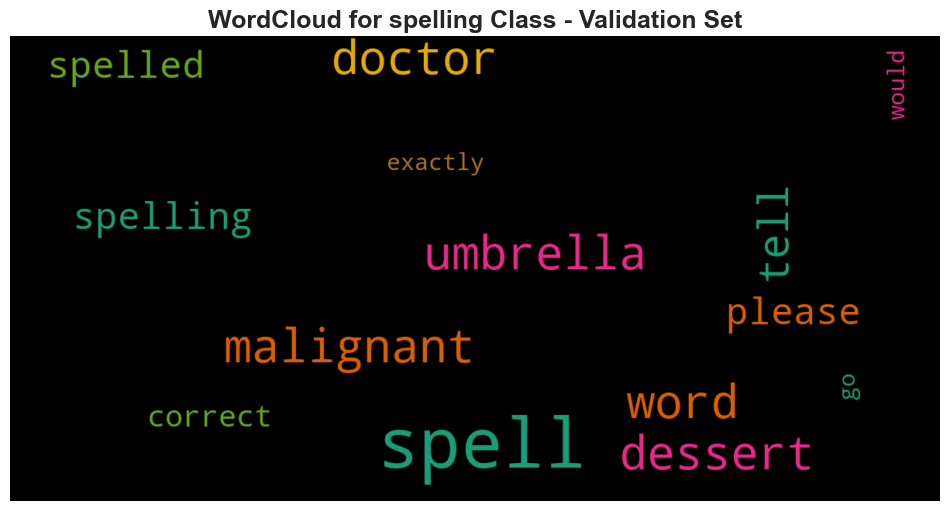 WordCloud for spelling Class - Validation Set
spelled
doctor
would
exactly
spelling
tell
umbrella
please
malignant
go
word
correct
spell
dessert